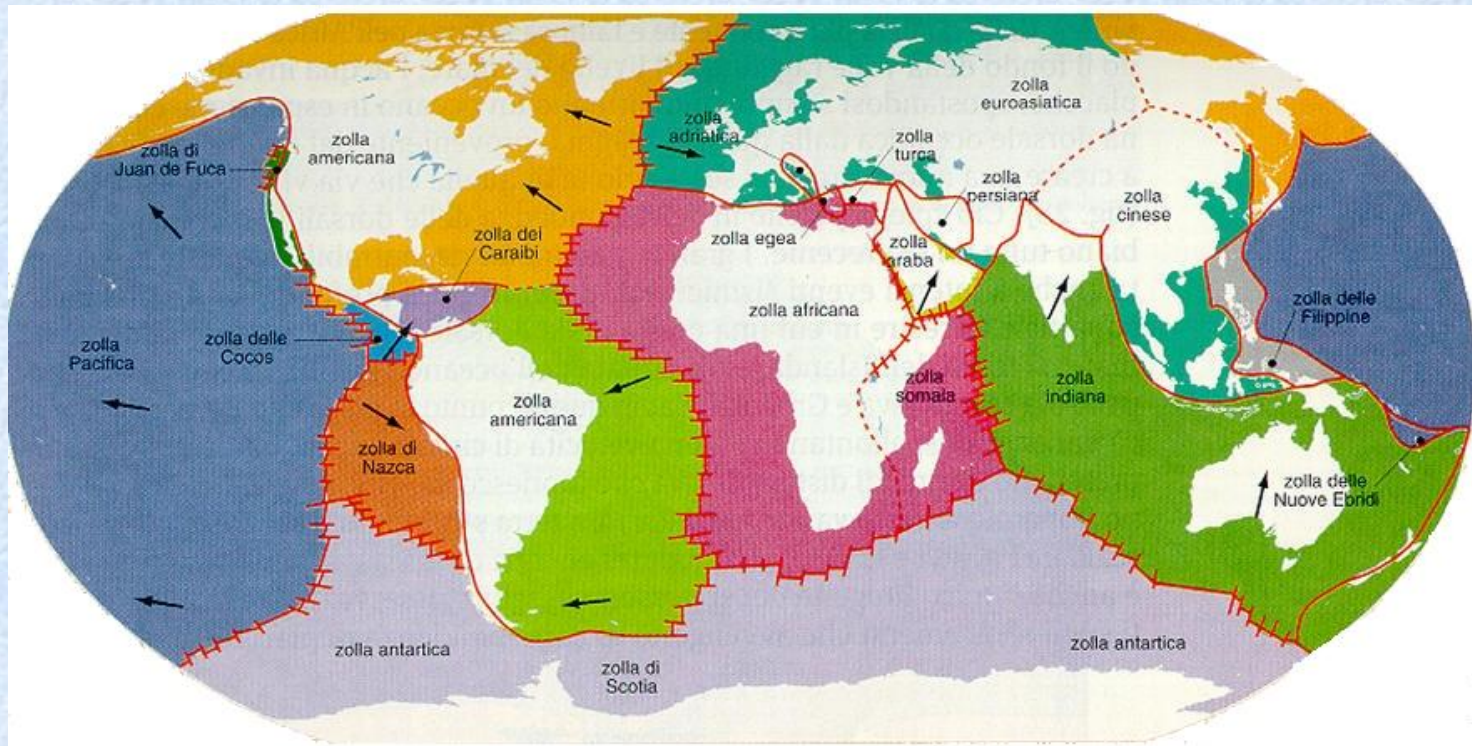 zolla
euroasiatica
zolla
adriatica
zolla
turca
zolla
americana
zolla di
Juan de Fuca
zolla
persiana
zolla
cinese
zolla egea
zolla dei
Caraibi
zolla
araba
zolla africana
zolla delle
Filippine
zolla delle
Cocos
zolla
Pacifica
zolla
americana
zolla
somala
zolla
indiana
zolla di
Nazca
zolla delle
Nuove Ebridi
zolla antartica
zolla antartica
zolla di
Scotia